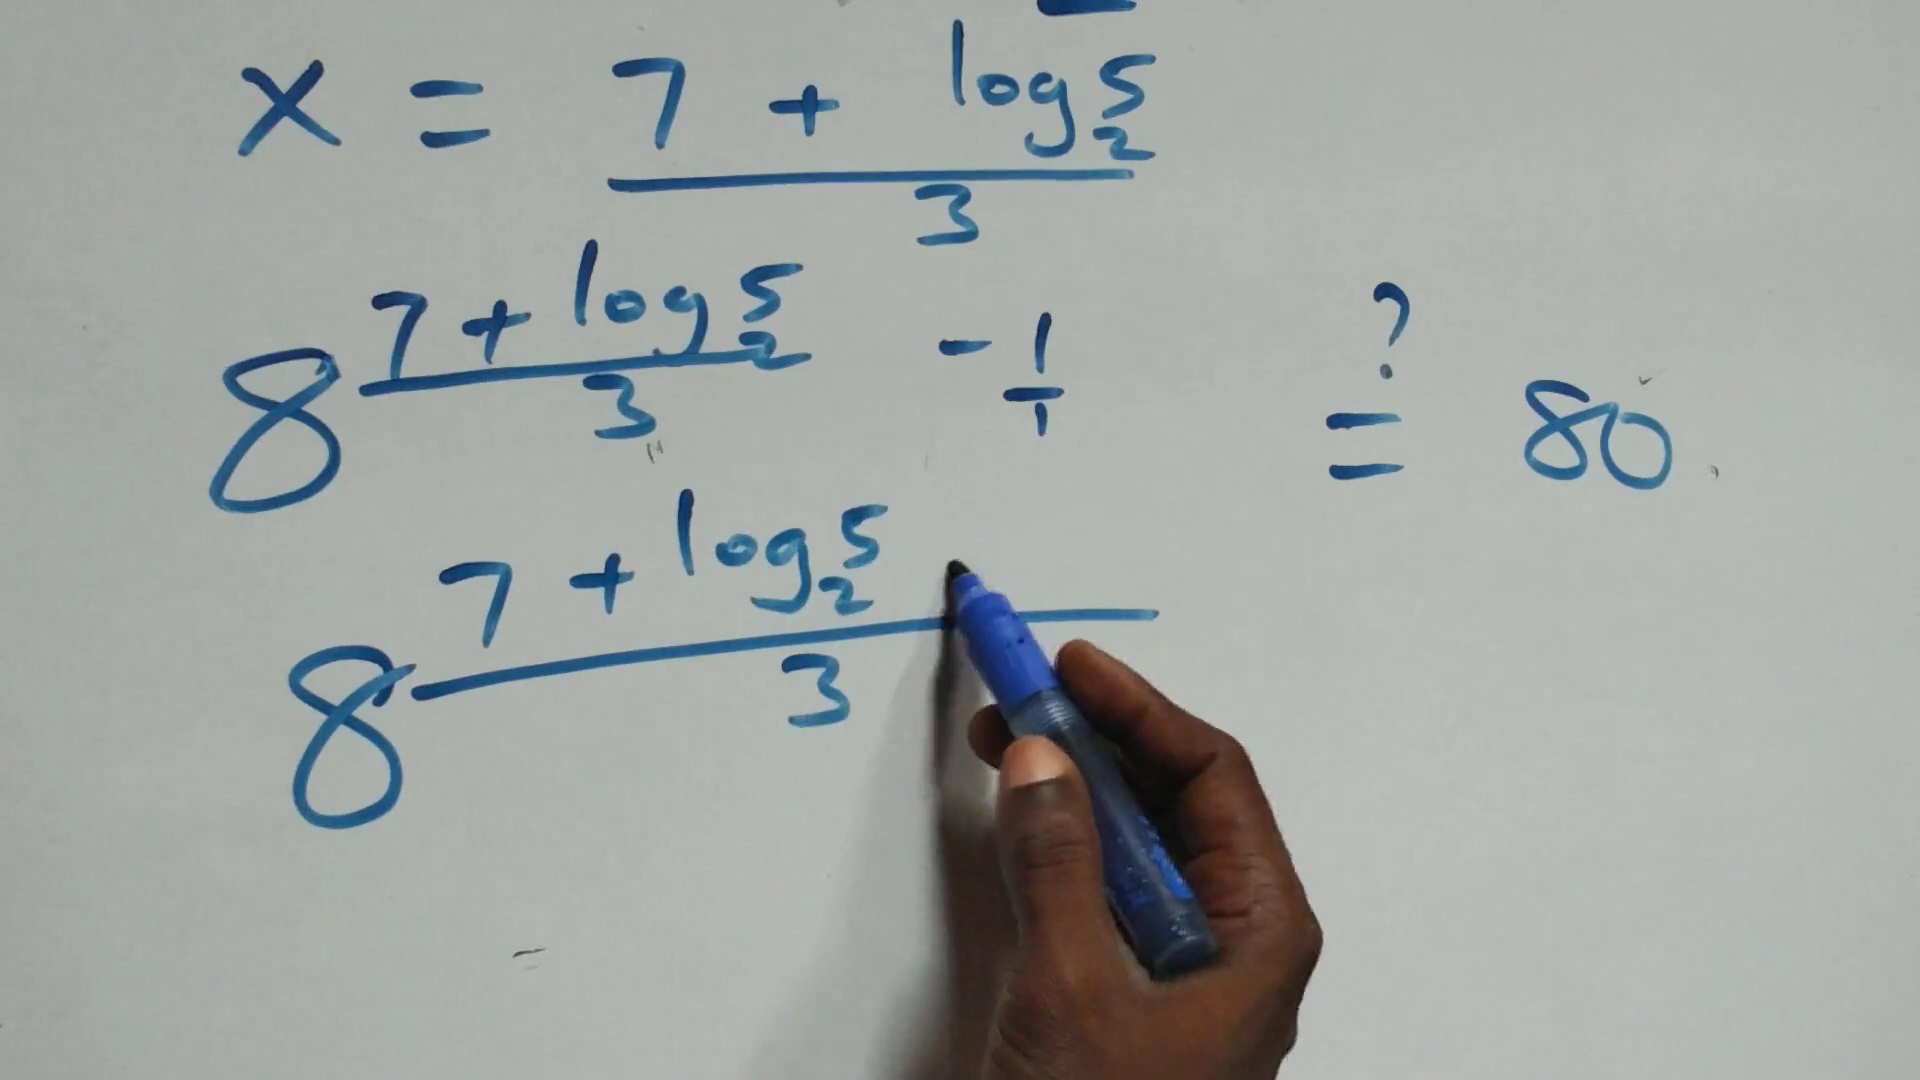 x = (7 + log₂5)/3
8^((7 + log₂5)/3 - 1/1) =? 80
8^((7 + log₂5)/3)